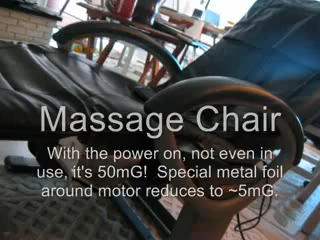 Massage Chair
With the power on, not even in
use, it's 50mG!  Special metal foil
around motor reduces to ~5mG.